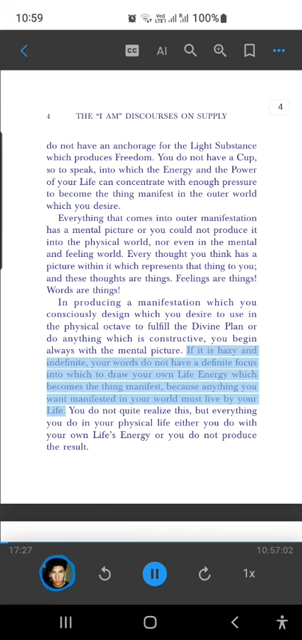 10:59
100%
CC
AI
4
4 THE "I AM" DISCOURSES ON SUPPLY
do not have an anchorage for the Light Substance
which produces Freedom. You do not have a Cup,
so to speak, into which the Energy and the Power
of your Life can concentrate with enough pressure
to become the thing manifest in the outer world
which you desire.
Everything that comes into outer manifestation
has a mental picture or you could not produce it
into the physical world, nor even in the mental
and feeling world. Every thought you think has a
picture within it which represents that thing to you;
and these thoughts are things. Feelings are things!
Words are things!
In producing a manifestation which you
consciously design which you desire to use in
the physical octave to fulfill the Divine Plan or
do anything which is constructive, you begin
always with the mental picture. If it is hazy and
indefinite, your words do not have a definite focus
into which to draw your own Life Energy which
becomes the thing manifest, because anything you
want manifested in your world must live by your
Life. You do not quite realize this, but everything
you do in your physical life either you do with
your own Life's Energy or you do not produce
the result.
17:27
10:57:02
1x